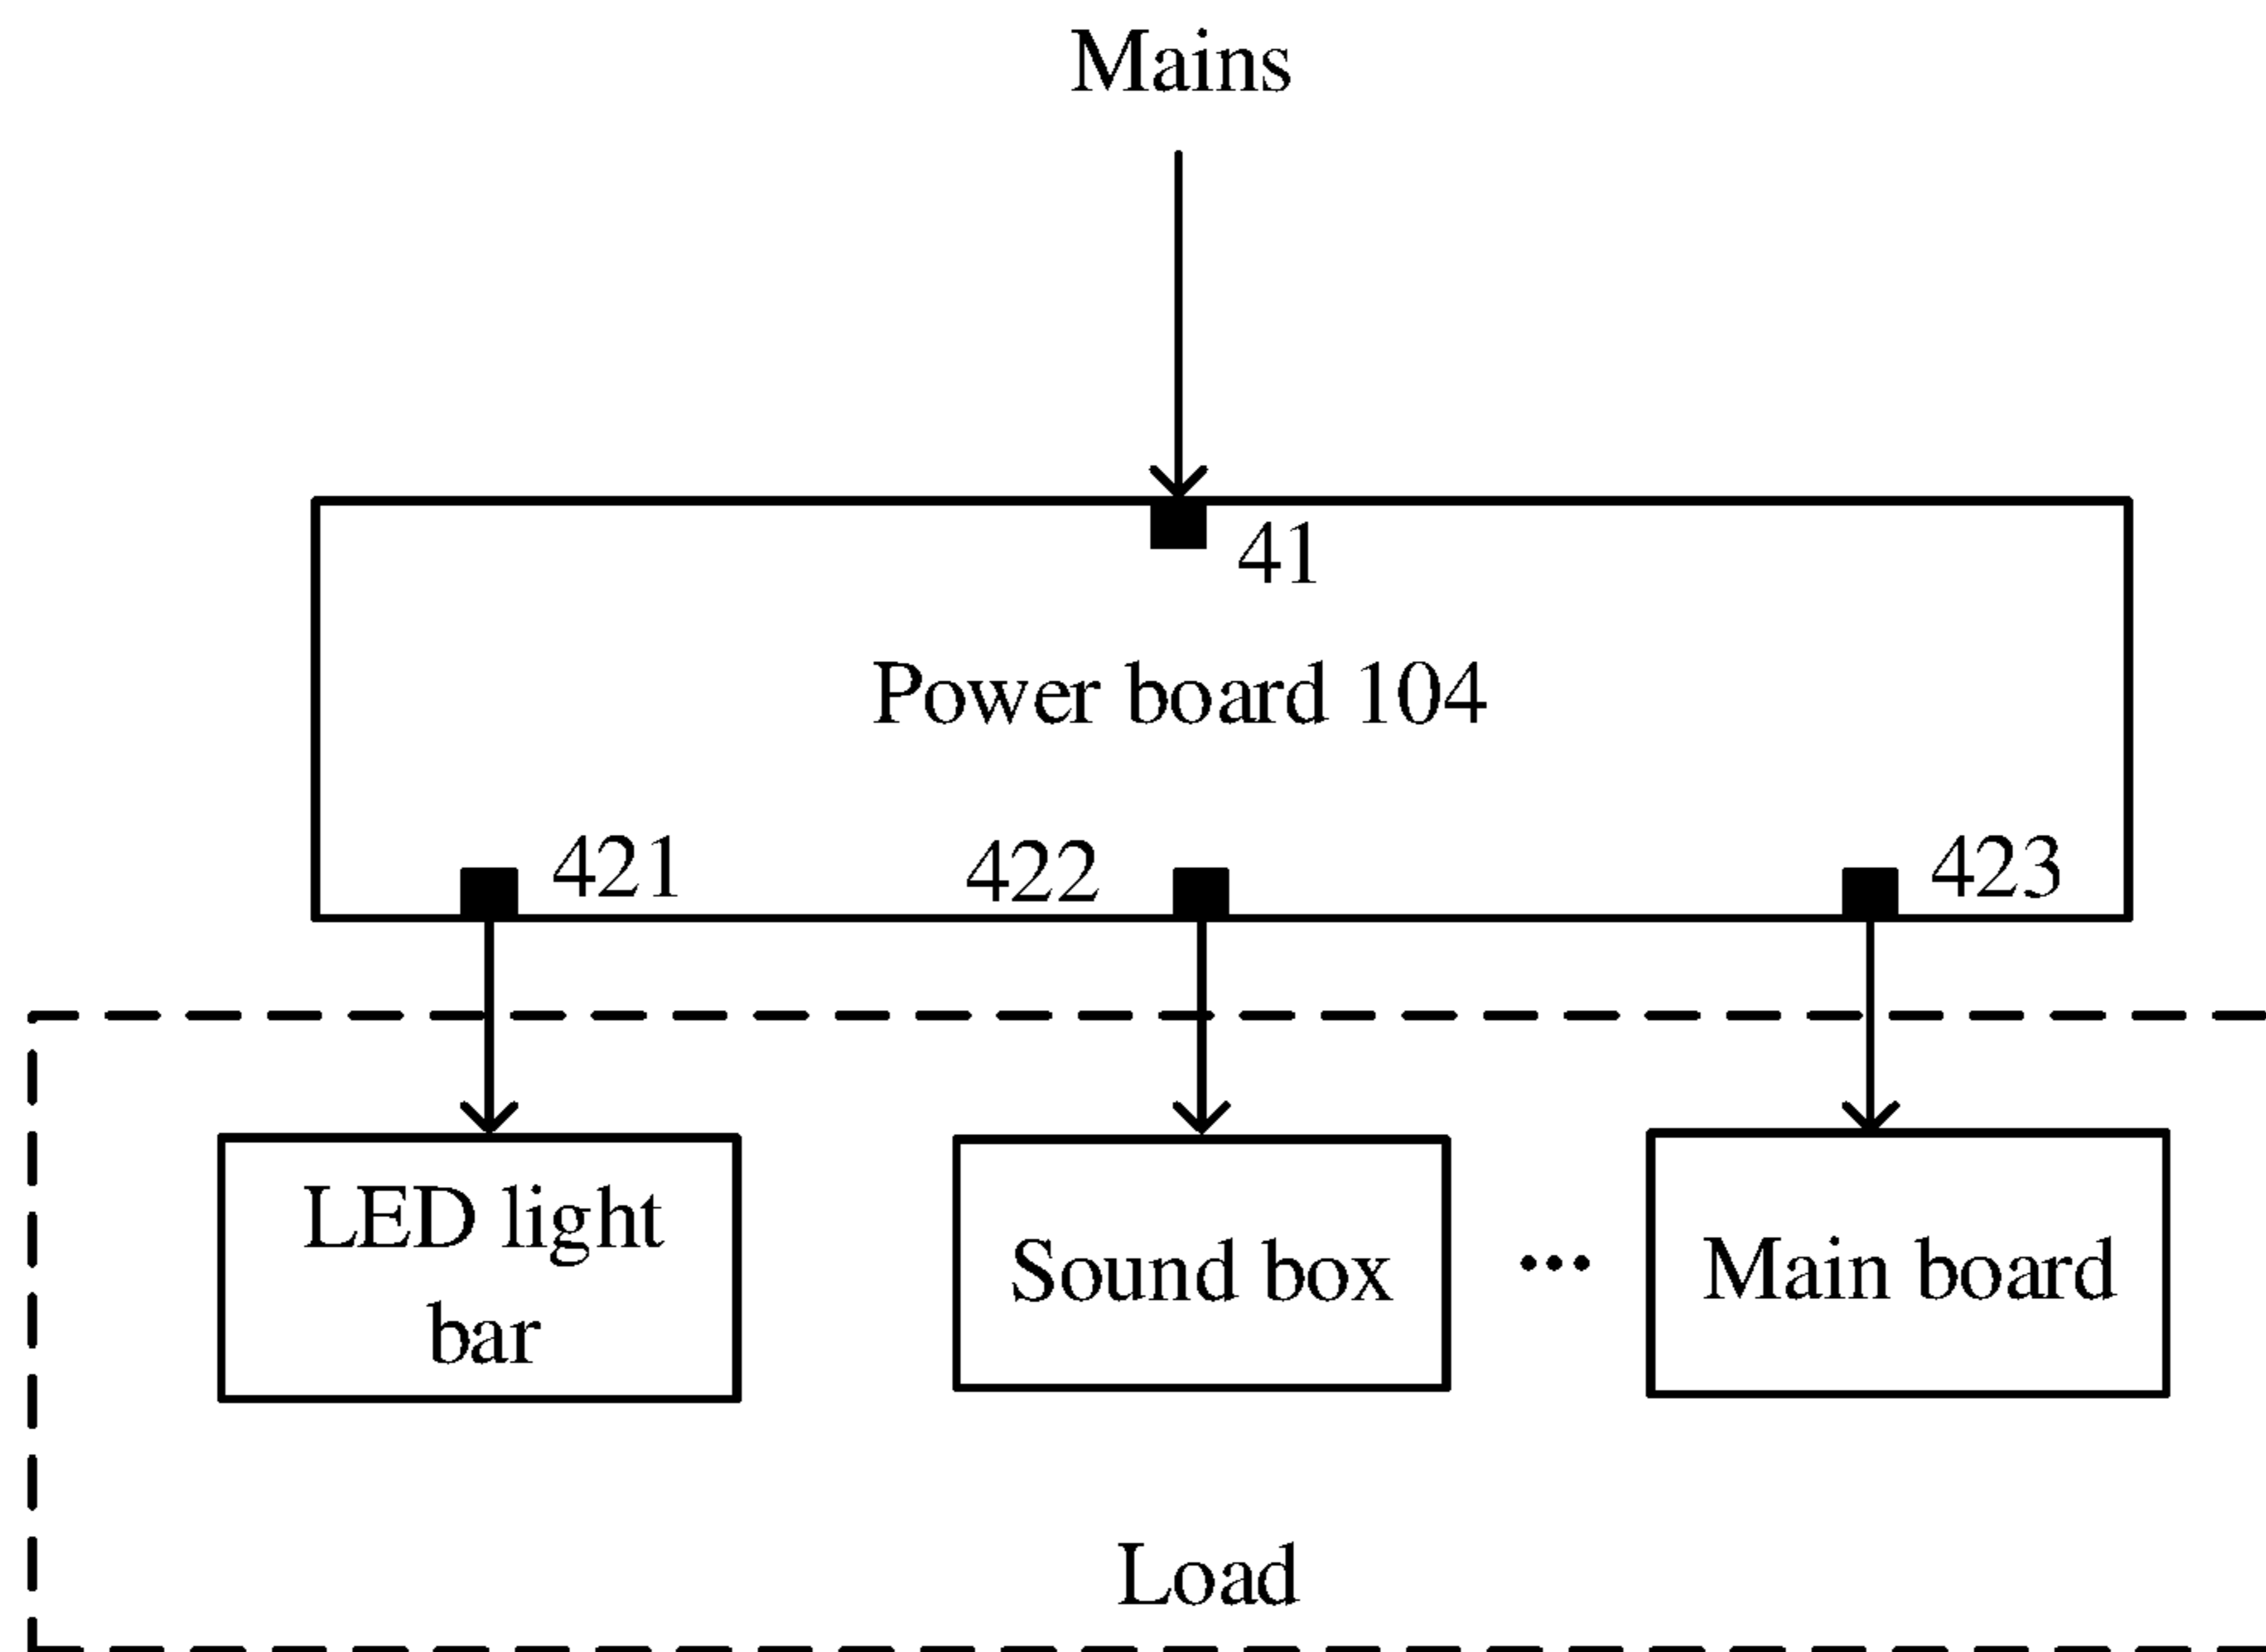 Mains
41
Power board 104
421
422
423
LED light
bar
Sound box
...
Main board
Load